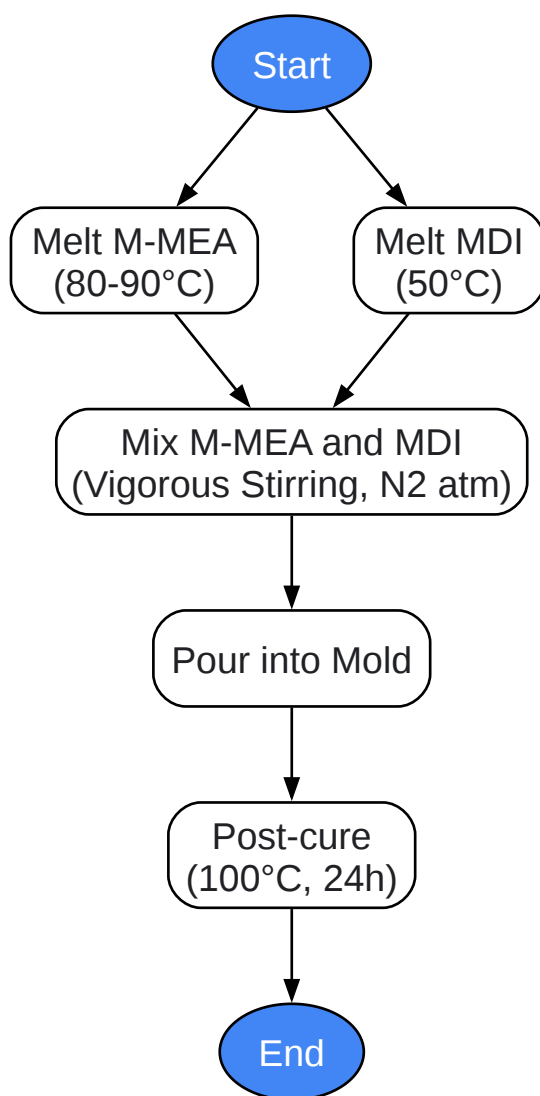 Start
Melt M-MEA
(80-90°C)
Melt MDI
(50°C)
Mix M-MEA and MDI
(Vigorous Stirring, N2 atm)
Pour into Mold
Post-cure
(100°C, 24h)
End